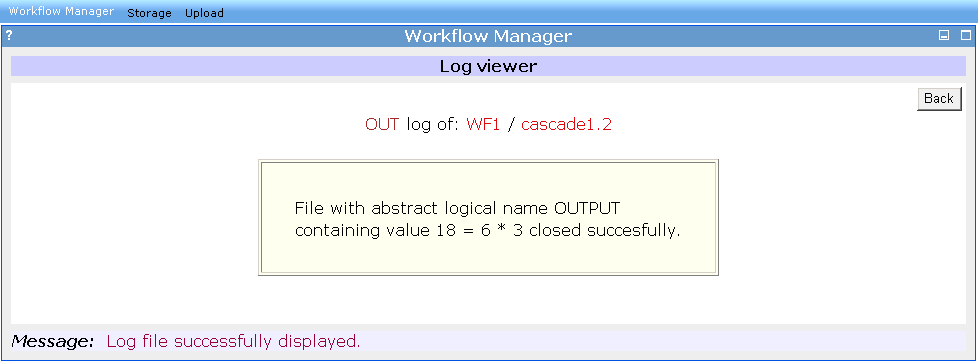 Workflow Manager Storage Upload
? Workflow Manager
Log viewer
Back
OUT log of: WF1 / cascade1.2
File with abstract logical name OUTPUT
containing value 18 = 6 * 3 closed succesfully.
Message: Log file successfully displayed.